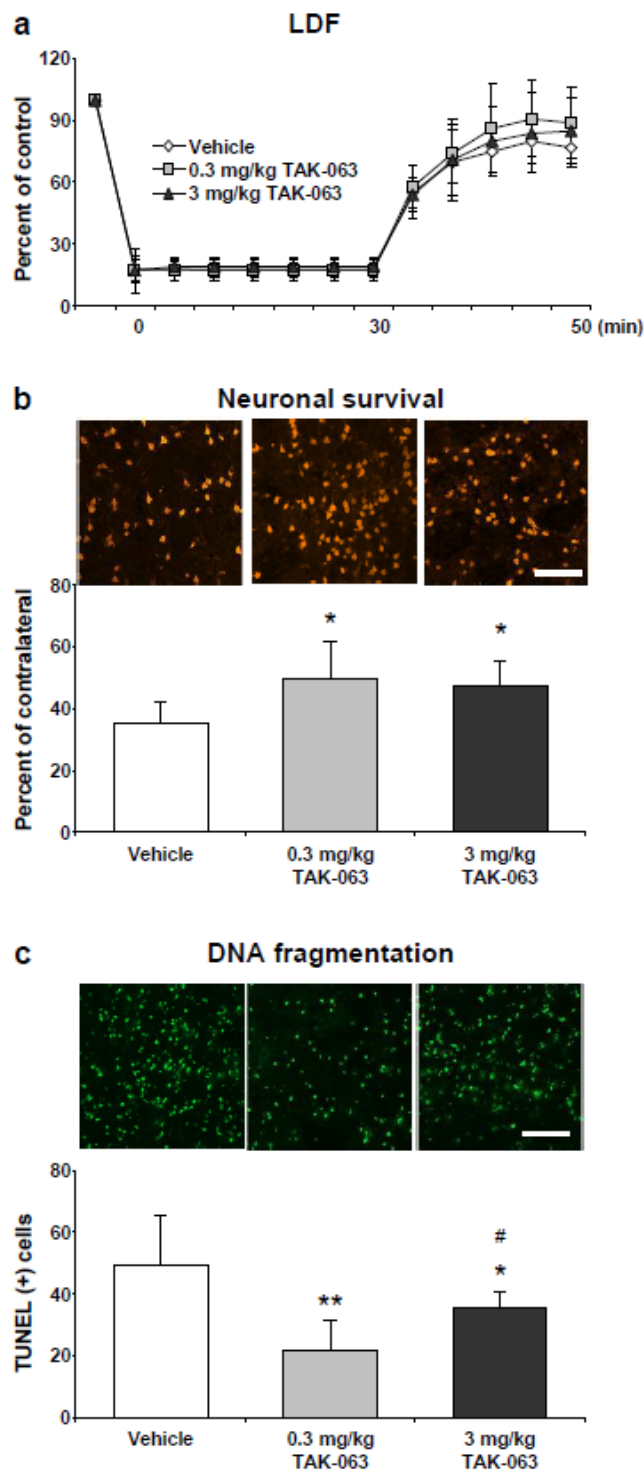 a
LDF
120
90
60
30
0
Percent of control
Vehicle
0.3 mg/kg TAK-063
3 mg/kg TAK-063
0
30
50 (min)
b
Neuronal survival
80
60
40
20
0
Percent of contralateral
*
*
Vehicle
0.3 mg/kg
TAK-063
3 mg/kg
TAK-063
c
DNA fragmentation
80
60
40
20
0
TUNEL (+) cells
**
#
*
Vehicle
0.3 mg/kg
TAK-063
3 mg/kg
TAK-063